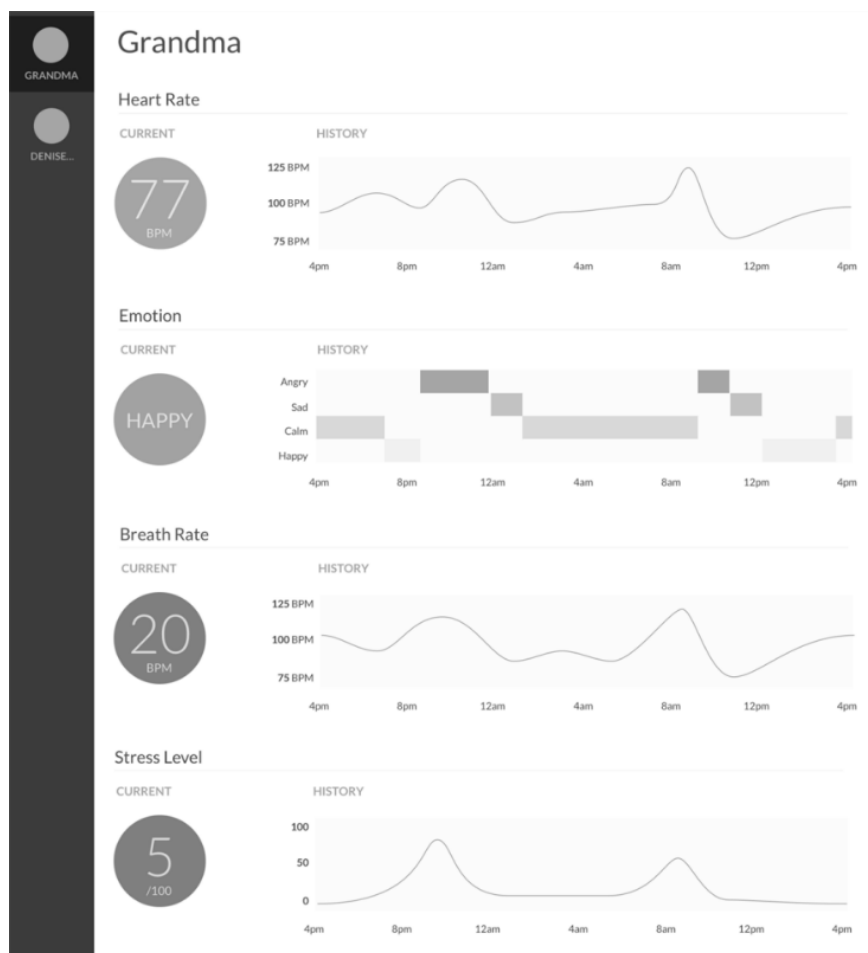 GRANDMA
DENISE...
Grandma
Heart Rate
CURRENT
HISTORY
77
BPM
125 BPM
100 BPM
75 BPM
4pm 8pm 12am 4am 8am 12pm 4pm
Emotion
CURRENT
HISTORY
HAPPY
Angry
Sad
Calm
Happy
4pm 8pm 12am 4am 8am 12pm 4pm
Breath Rate
CURRENT
HISTORY
20
BPM
125 BPM
100 BPM
75 BPM
4pm 8pm 12am 4am 8am 12pm 4pm
Stress Level
CURRENT
HISTORY
5
/100
100
50
0
4pm 8pm 12am 4am 8am 12pm 4pm